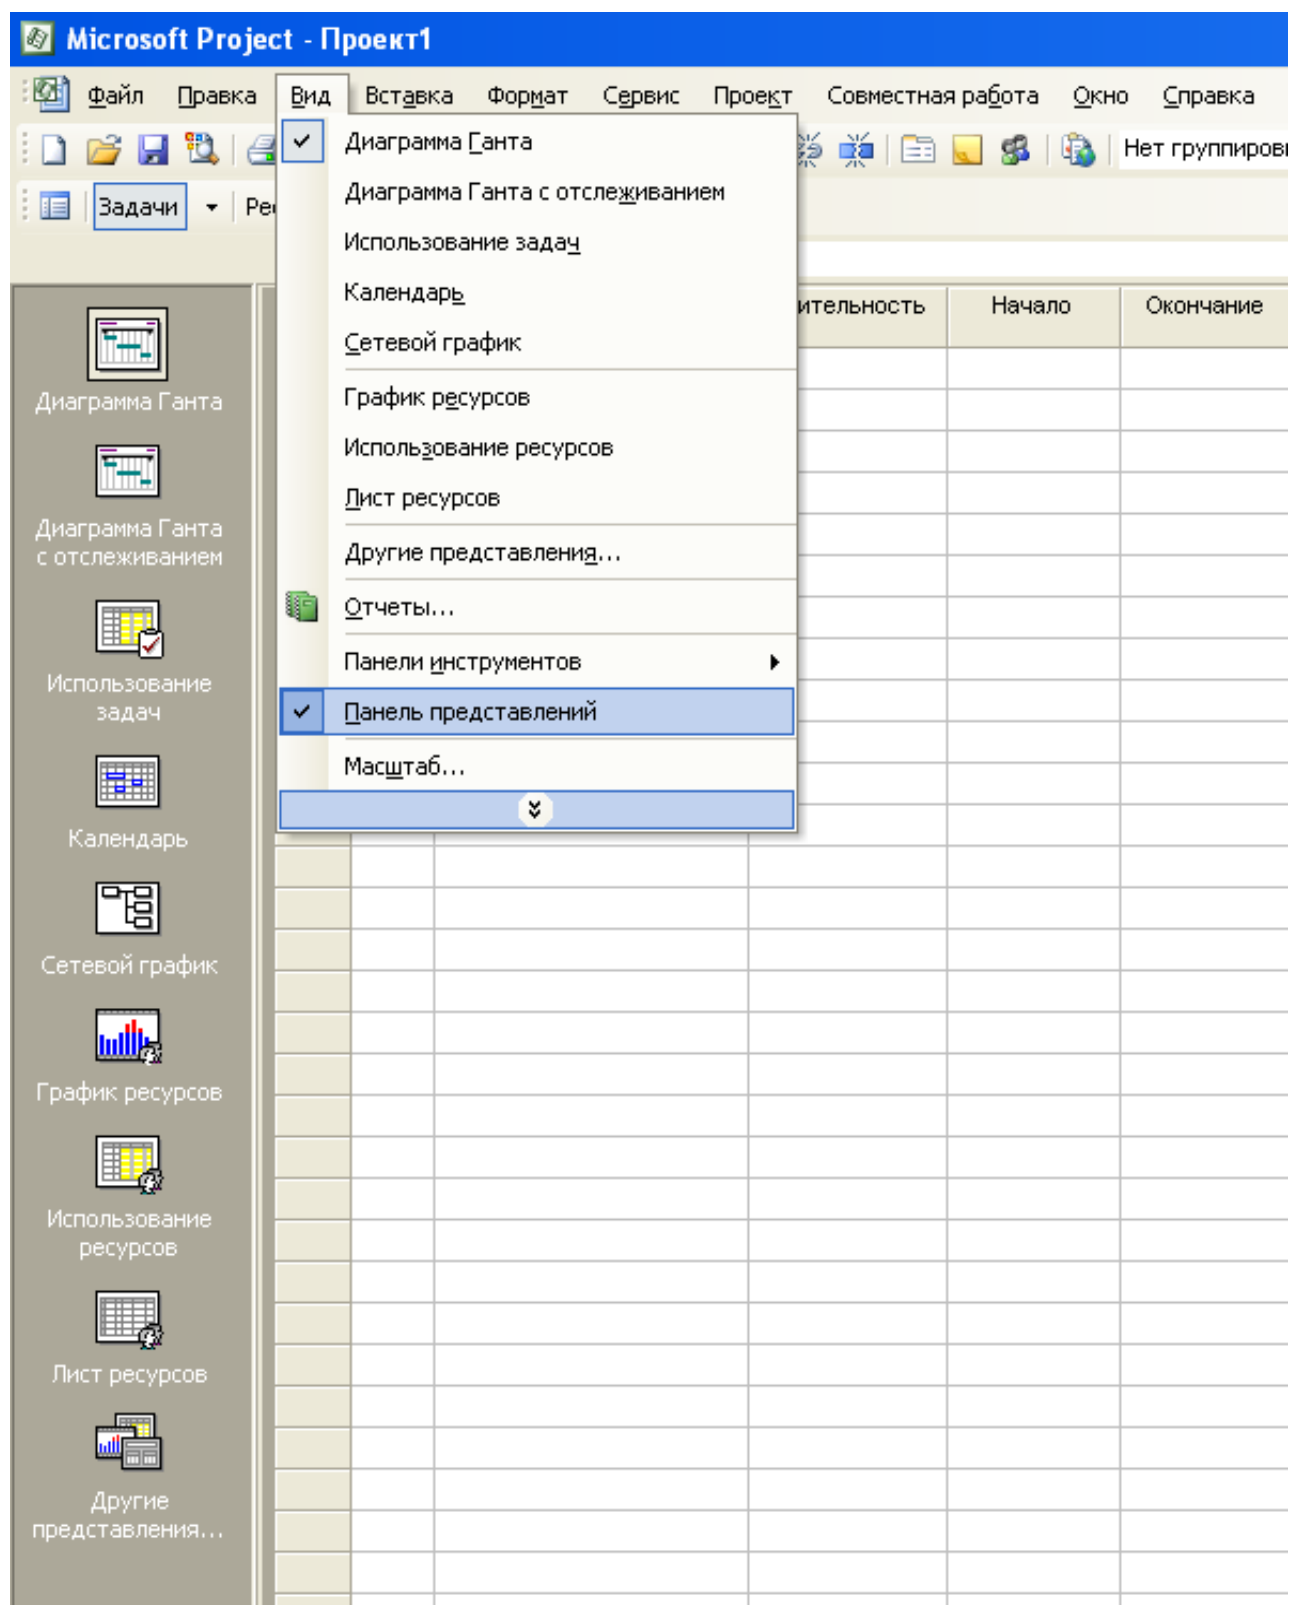 Microsoft Project - Проект1
Файл Правка Вид Вставка Формат Сервис Проект Совместная работа Окно Справка
Нет группиров
Задачи
Диаграмма Ганта
Диаграмма Ганта с отслеживанием
Использование задач
Календарь
Сетевой график
График ресурсов
Использование ресурсов
Лист ресурсов
Другие представления...
Отчеты...
Панели инструментов
Панель представлений
Масштаб...
ительность Начало Окончание
Диаграмма Ганта
Диаграмма Ганта
с отслеживанием
Использование
задач
Календарь
Сетевой график
График ресурсов
Использование
ресурсов
Лист ресурсов
Другие
представления...